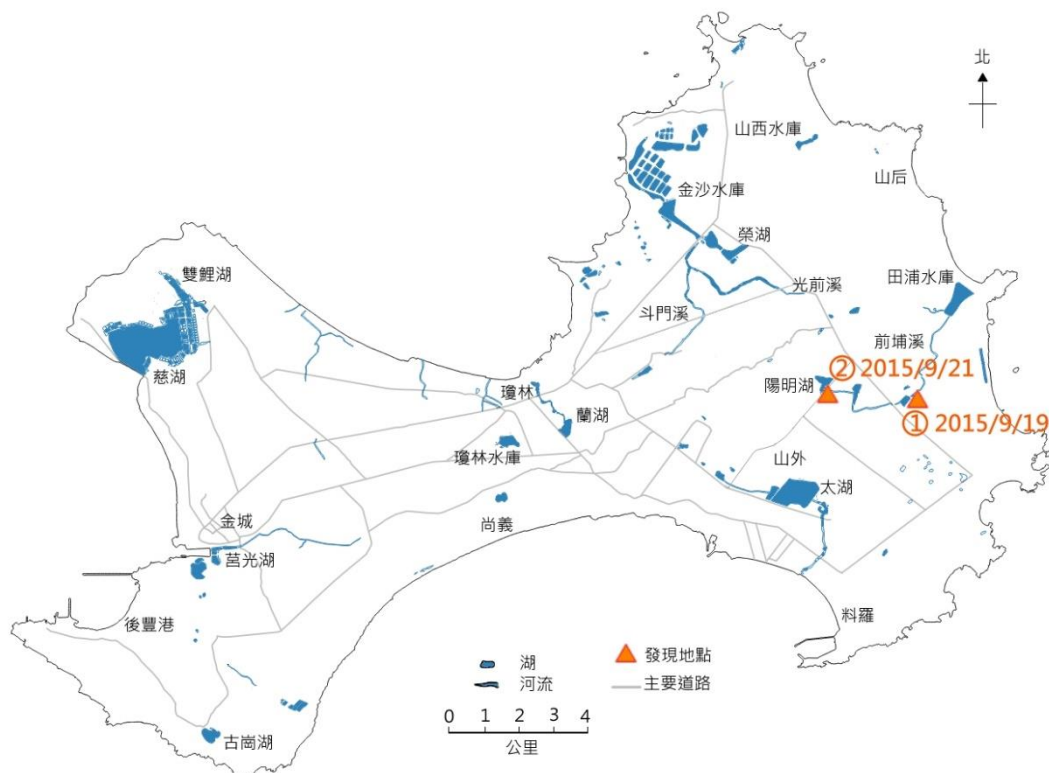 北
山西水庫
山后
金沙水庫
榮湖
雙鯉湖
光前溪
田浦水庫
斗門溪
前埔溪
② 2015/9/21
陽明湖
慈湖
瓊林
蘭湖
① 2015/9/19
瓊林水庫
山外
太湖
金城
尚義
莒光湖
後豐港
料羅
湖
發現地點
河流
主要道路
0 1 2 3 4
公里
古崗湖